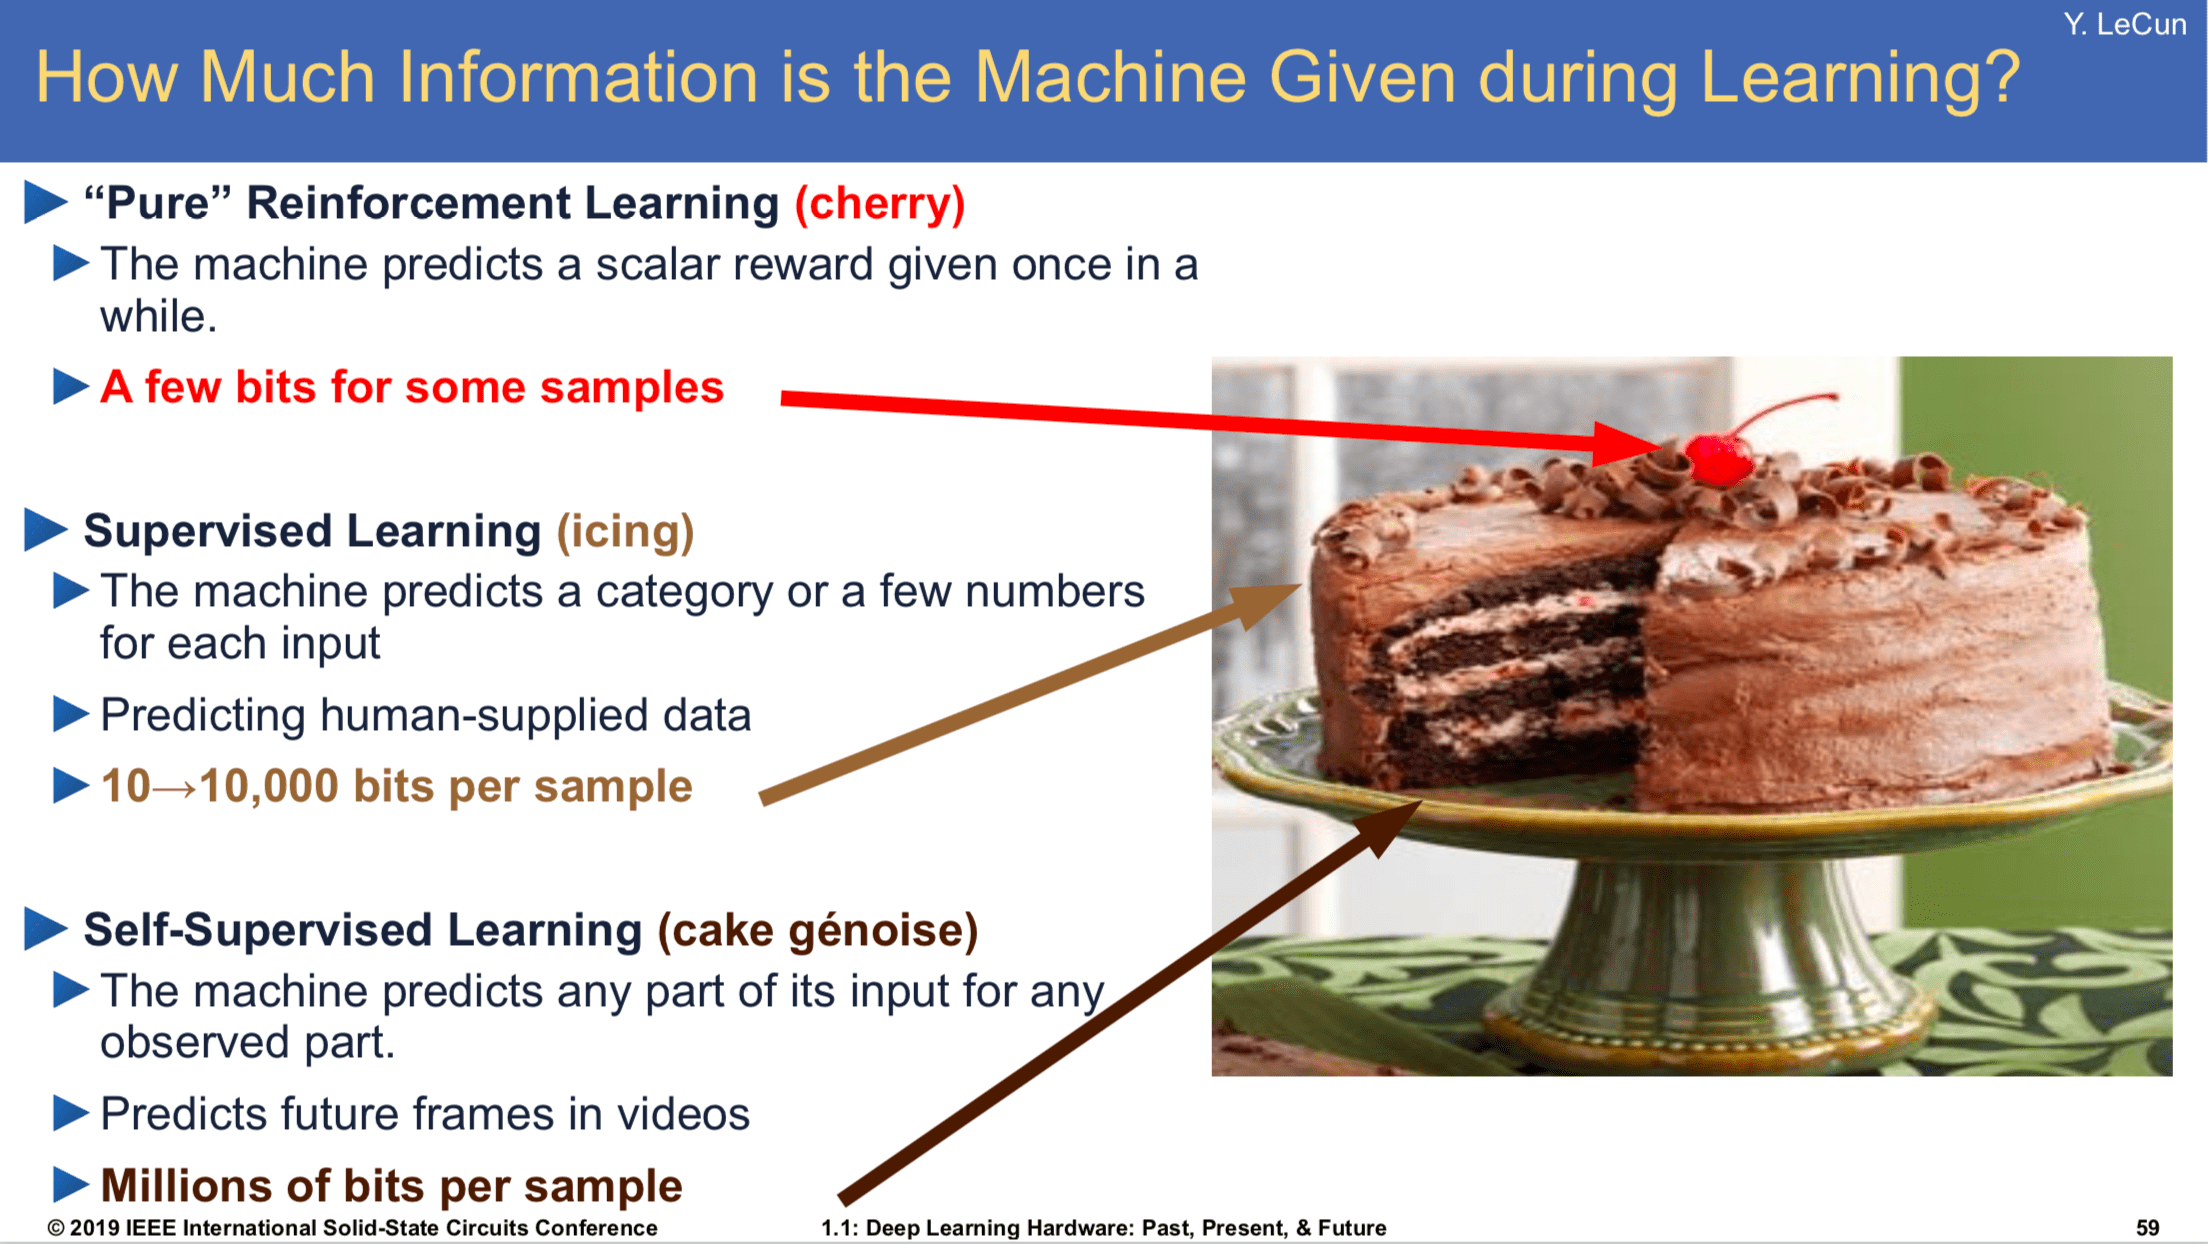 Y. LeCun
How Much Information is the Machine Given during Learning?
“Pure” Reinforcement Learning (cherry)
The machine predicts a scalar reward given once in a
while.
A few bits for some samples
Supervised Learning (icing)
The machine predicts a category or a few numbers
for each input
Predicting human-supplied data
10→10,000 bits per sample
Self-Supervised Learning (cake génoise)
The machine predicts any part of its input for any
observed part.
Predicts future frames in videos
Millions of bits per sample
© 2019 IEEE International Solid-State Circuits Conference
1.1: Deep Learning Hardware: Past, Present, & Future
59